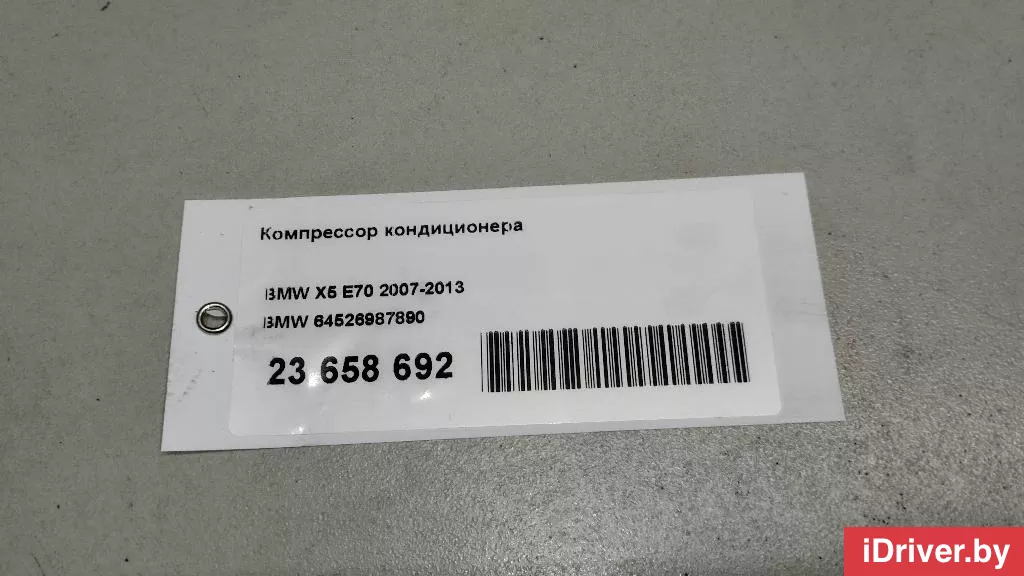 Компрессор кондиционера
BMW X5 E70 2007-2013
BMW 64526987890
23 658 692
iDriver.by